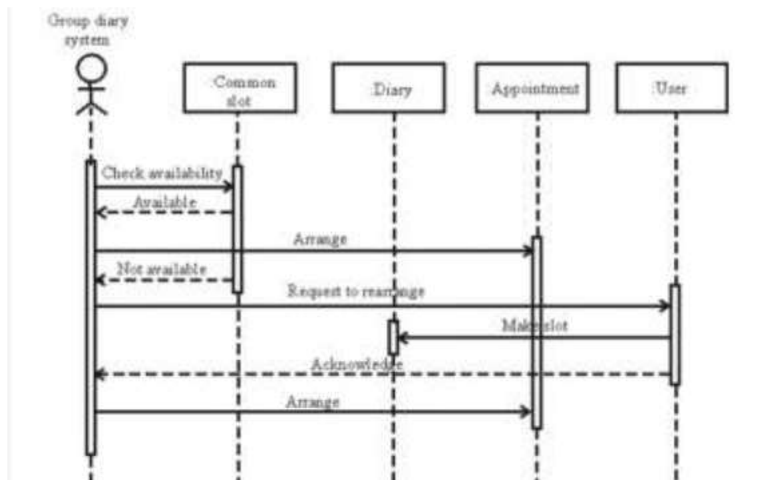 Group diary
system
:Common
slot
:Diary
:Appointment
:User
Check availability
Available
Arrange
Not available
Request to rearrange
Make slot
Acknowledge
Arrange